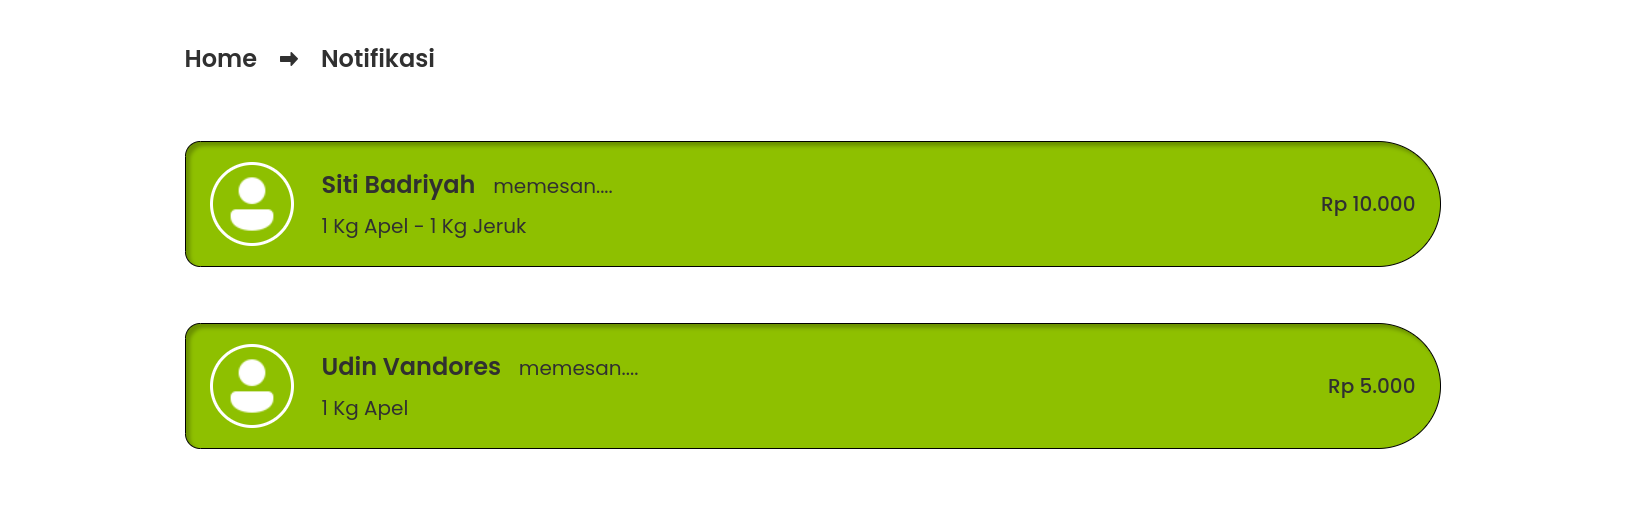 Home ➡ Notifikasi
Siti Badriyah memesan....
1 Kg Apel - 1 Kg Jeruk
Rp 10.000
Udin Vandores memesan....
1 Kg Apel
Rp 5.000